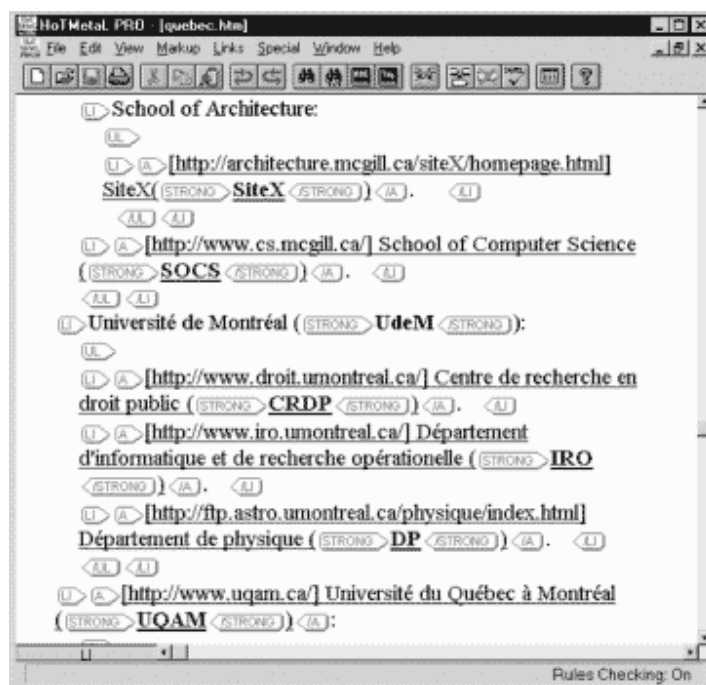 HoTMetaL PRO - [quebec.htm]
File Edit View Markup Links Special Window Help
LI School of Architecture:
UL
LI A [http://architecture.mcgill.ca/siteX/homepage.html]
SiteX( STRONG SiteX /STRONG ) /A . /LI
/UL /LI
LI A [http://www.cs.mcgill.ca/] School of Computer Science
( STRONG SOCS /STRONG ) /A . /LI
/UL /LI
LI Université de Montréal ( STRONG UdeM /STRONG ):
UL
LI A [http://www.droit.umontreal.ca/] Centre de recherche en
droit public ( STRONG CRDP /STRONG ) /A . /LI
LI A [http://www.iro.umontreal.ca/] Département
d'informatique et de recherche opérationelle ( STRONG IRO
/STRONG ) /A . /LI
LI A [http://ftp.astro.umontreal.ca/physique/index.html]
Département de physique ( STRONG DP /STRONG ) /A . /LI
/UL /LI
LI A [http://www.uqam.ca/] Université du Québec à Montréal
( STRONG UQAM /STRONG ) /A :
LI
Rules Checking: On